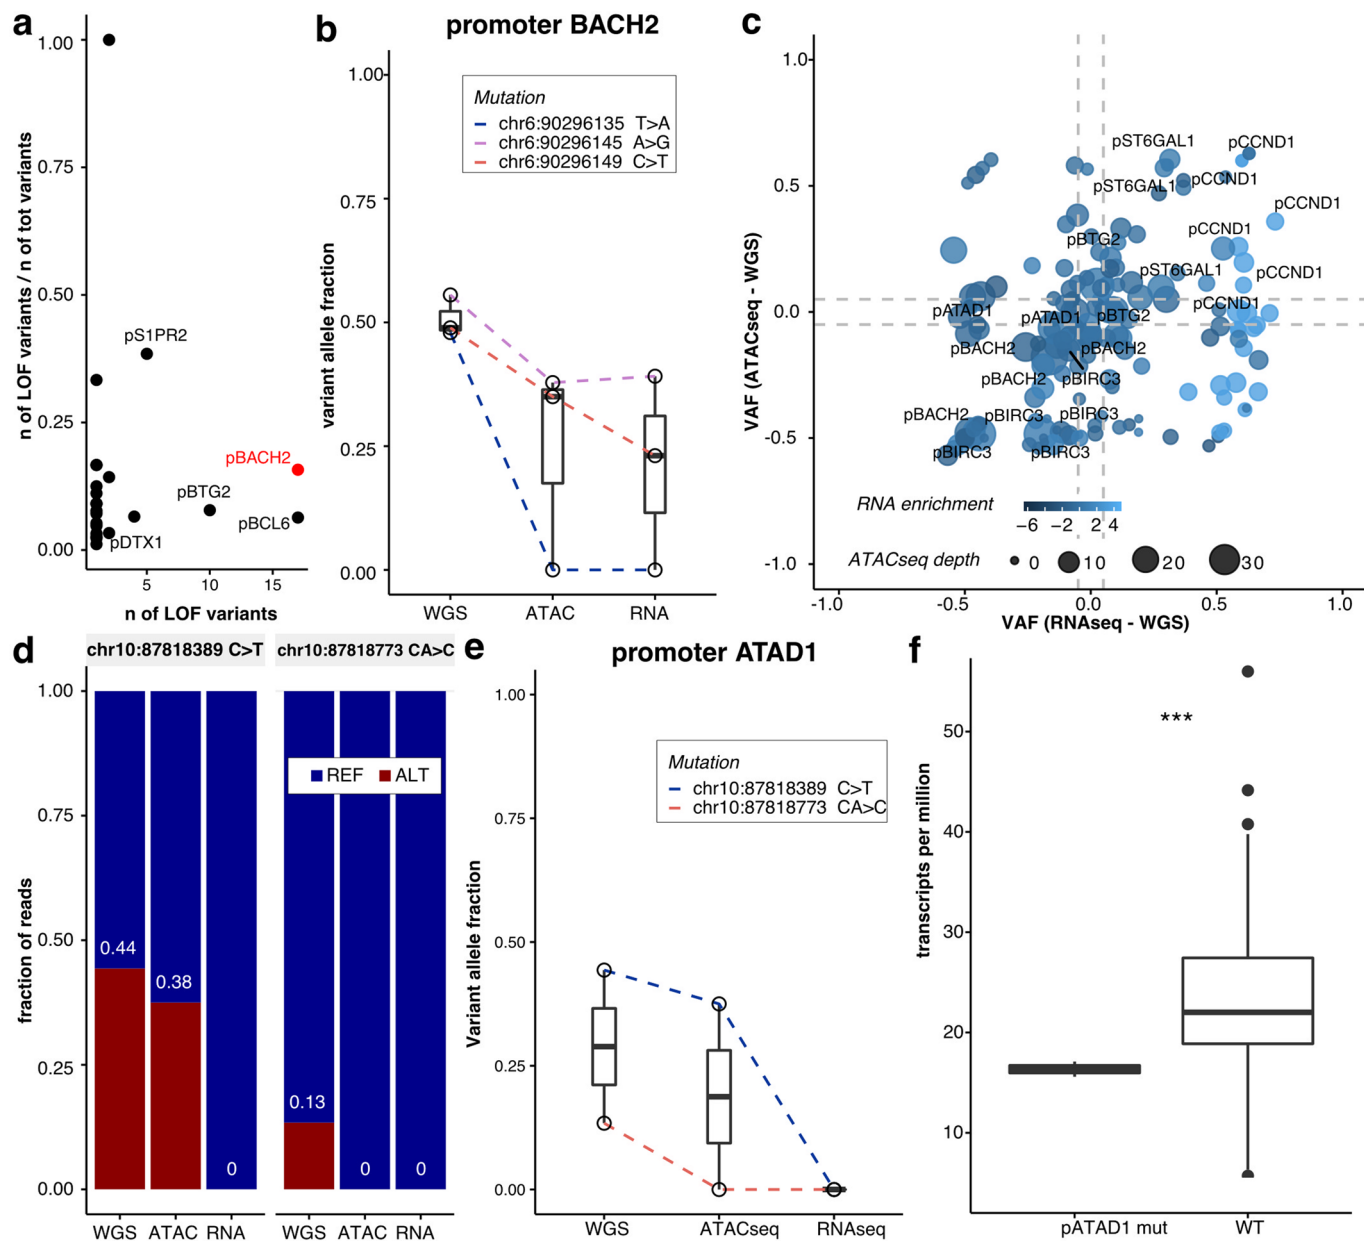 a
n of LOF variants / n of tot variants
1.00
0.75
0.50
0.25
0.00
pS1PR2
pBACH2
pBTG2
pBCL6
pDTX1
5
10
15
n of LOF variants
b
promoter BACH2
variant allele fraction
1.00
0.75
0.50
0.25
0.00
Mutation
chr6:90296135 T>A
chr6:90296145 A>G
chr6:90296149 C>T
WGS
ATAC
RNA
c
VAF (ATACseq - WGS)
1.0
0.5
0.0
-0.5
-1.0
pST6GAL1
pCCND1
pST6GAL1
pCCND1
pCCND1
pCCND1
pBTG2
pST6GAL1
pCCND1
pATAD1
pATAD1
pBTG2
pCCND1
pBACH2
pBACH2
pBACH2
pBIRC3
pBACH2
pBIRC3
pBIRC3
pBIRC3
pBIRC3
RNA enrichment
−6
−2
2
4
ATACseq depth
0
10
20
30
-1.0
-0.5
0.0
0.5
1.0
VAF (RNAseq - WGS)
d
chr10:87818389 C>T
chr10:87818773 CA>C
fraction of reads
1.00
0.75
0.50
0.25
0.00
REF
ALT
0.44
0.38
0
0.13
0
0
WGS
ATAC
RNA
WGS
ATAC
RNA
e
promoter ATAD1
Variant allele fraction
1.00
0.75
0.50
0.25
0.00
Mutation
chr10:87818389 C>T
chr10:87818773 CA>C
WGS
ATACseq
RNAseq
f
transcripts per million
50
40
30
20
10
***
pATAD1 mut
WT